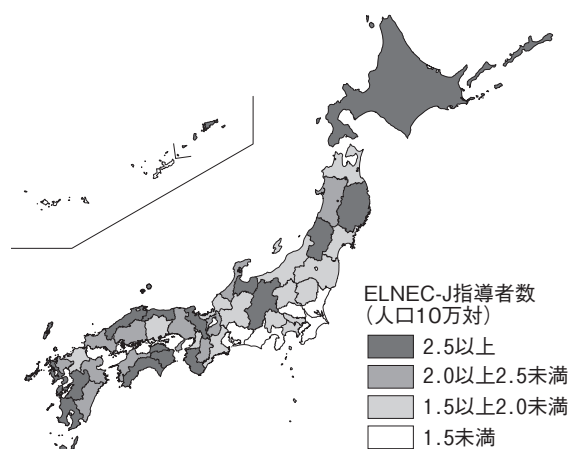 ELNEC-J指導者数
（人口10万対）
2.5以上
2.0以上2.5未満
1.5以上2.0未満
1.5未満